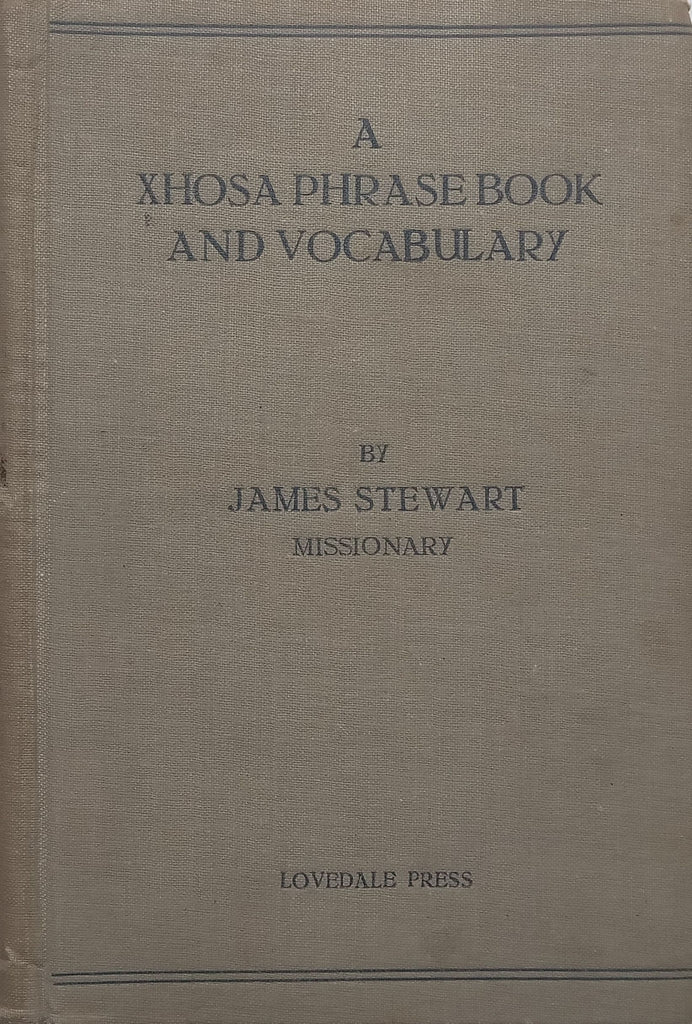 A
XHOSA PHRASE BOOK
AND VOCABULARY
BY
JAMES STEWART
MISSIONARY
LOVEDALE PRESS